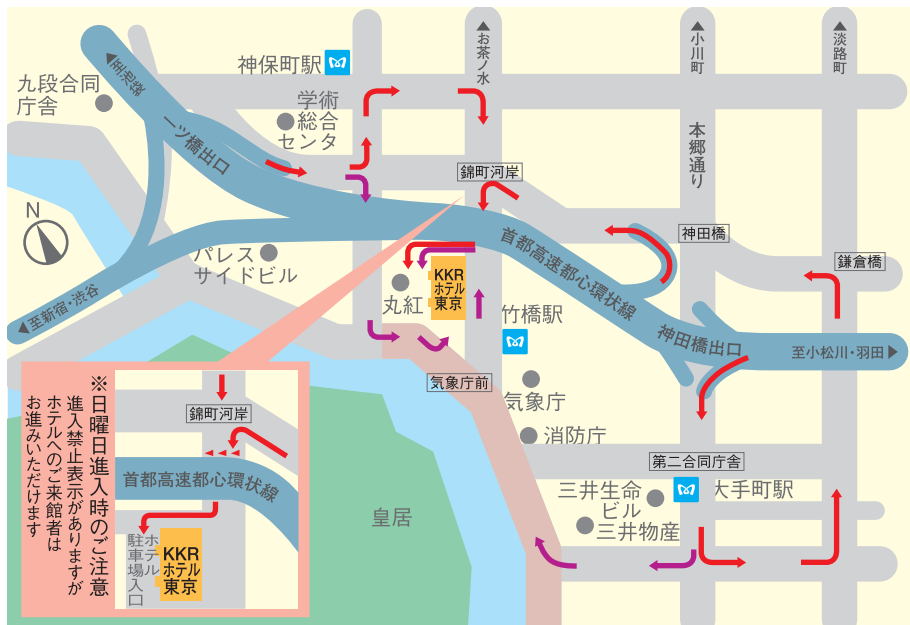 ▲お茶ノ水
▲小川町
▲淡路町
神保町駅
▲至池袋
九段合同
庁舎
学術
総合
センタ
一ツ橋出口
本郷通り
錦町河岸
N
パレス
サイドビル
首都高速都心環状線
神田橋
鎌倉橋
KKR
ホテル
東京
丸紅
竹橋駅
▲至新宿・渋谷
神田橋出口
至小松川・羽田▶
気象庁前
気象庁
消防庁
第二合同庁舎
三井生命
ビル
大手町駅
三井物産
皇居
※日曜日進入時のご注意
進入禁止表示がありますが
ホテルへのご来館者は
お進みいただけます
錦町河岸
首都高速都心環状線
ホテル
駐車場入口
KKR
ホテル
東京